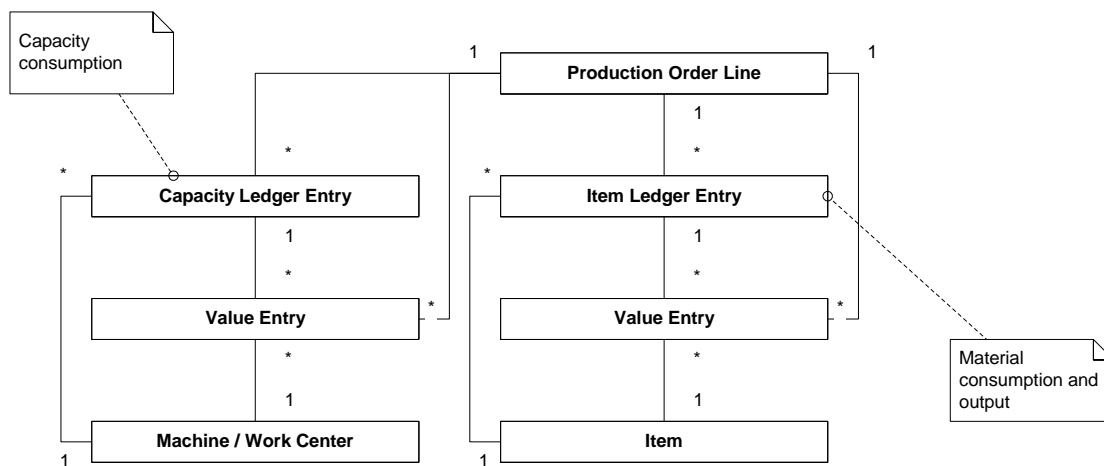 Capacity
consumption
1
1
Production Order Line
1
*
*
*
*
Capacity Ledger Entry
Item Ledger Entry
1
1
*
*
*
*
Value Entry
Value Entry
*
*
1
1
Material
consumption and
output
Machine / Work Center
Item
1
1